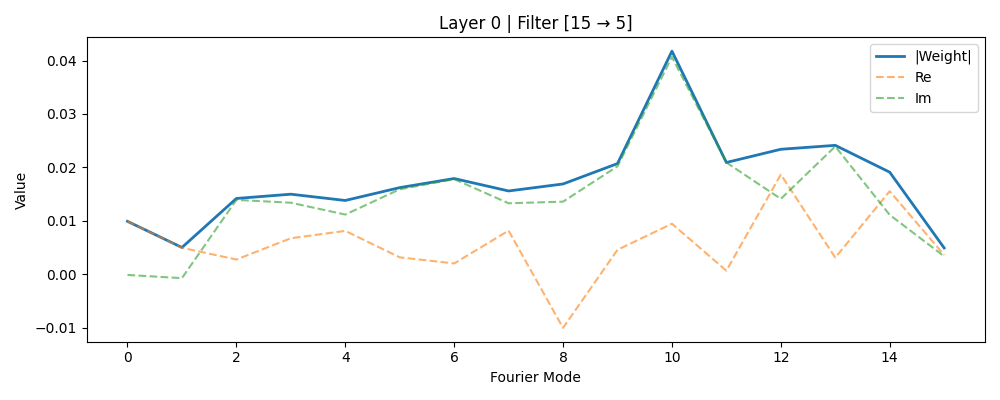 Layer 0 | Filter [15 → 5]
|Weight|
Re
Im
Value
0.04
0.03
0.02
0.01
0.00
−0.01
0 2 4 6 8 10 12 14
Fourier Mode